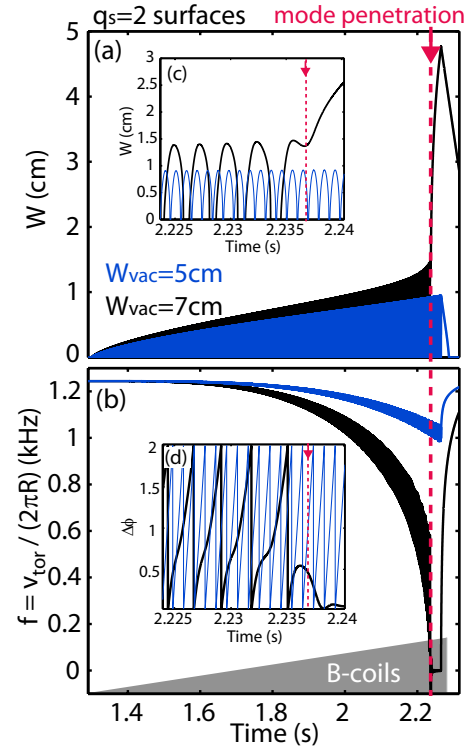 qs=2 surfaces
mode penetration
(a)
5
4
3
2
1
0
W (cm)
(c)
2
1.5
1
0.5
0
W (cm)
2.225
2.23
2.235
2.24
Time (s)
Wvac=5cm
Wvac=7cm
(b)
1.2
1
0.8
0.6
0.4
0.2
0
f = vtor / (2πR) (kHz)
(d)
2
1.5
1
0.5
Δϕ
2.225
2.23
2.235
2.24
Time (s)
B-coils
1.4
1.6
1.8
2
2.2
Time (s)